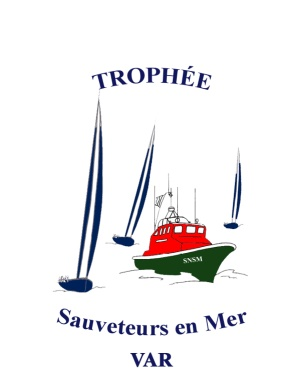 TROPHÉE
SNSM
Sauveteurs en Mer
VAR